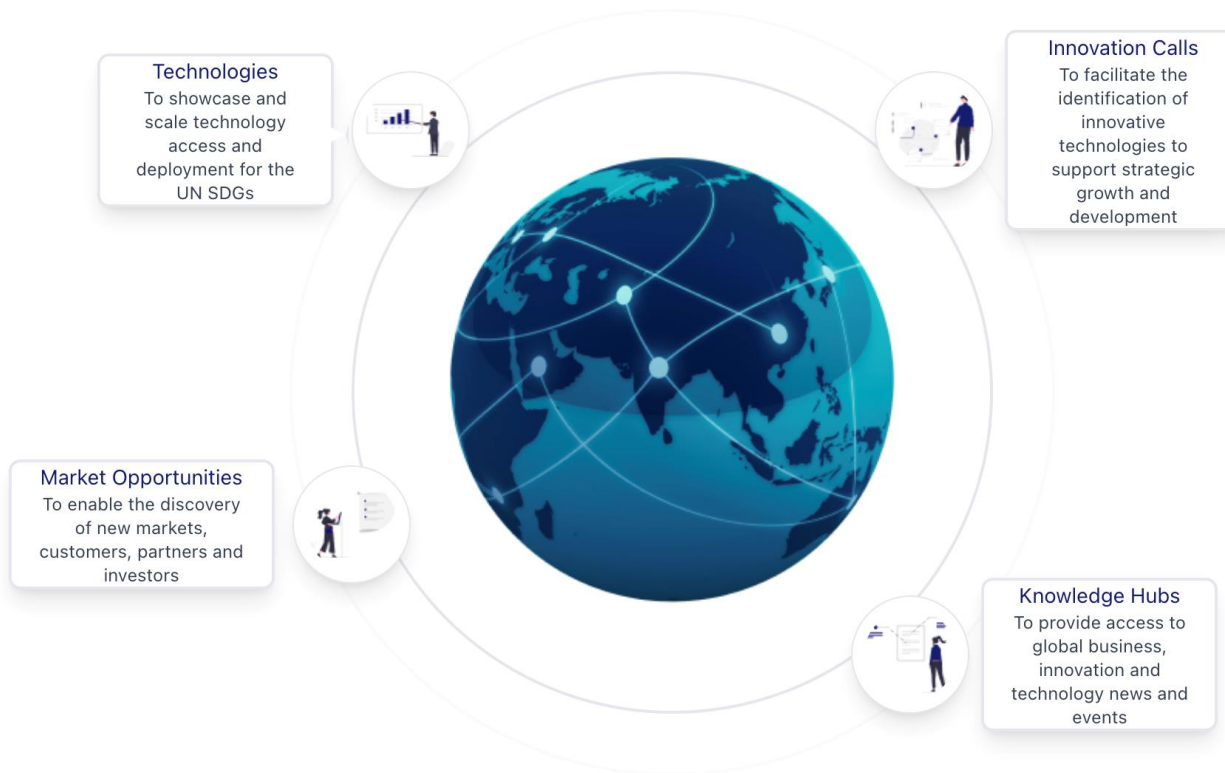 Technologies
To showcase and
scale technology
access and
deployment for the
UN SDGs
Innovation Calls
To facilitate the
identification of
innovative
technologies to
support strategic
growth and
development
Market Opportunities
To enable the discovery
of new markets,
customers, partners and
investors
Knowledge Hubs
To provide access to
global business,
innovation and
technology news and
events